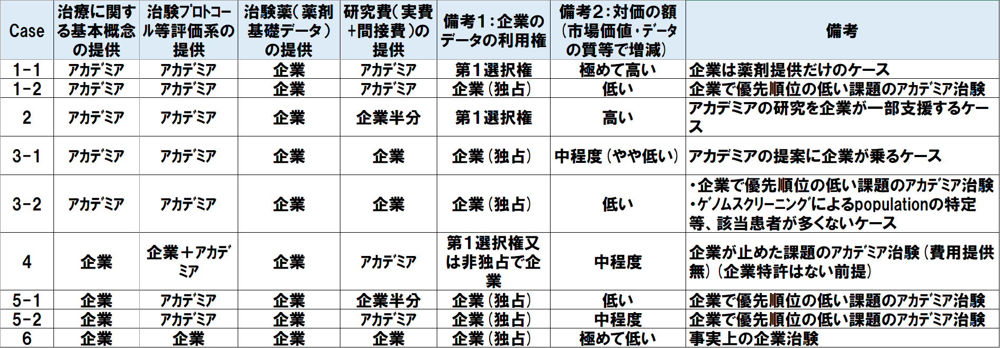 Case
治療に関す
る基本概念
の提供
治験ﾌﾟﾛﾄｺｰ
ﾙ等評価系の
提供
治験薬（薬剤
基礎データ）
の提供
研究費（実費
+間接費）の
提供
備考１：企業の
データの利用権
備考２：対価の額
（市場価値・ﾃﾞｰﾀ
の質等で増減）
備考
1-1 ｱｶﾃﾞﾐｱ ｱｶﾃﾞﾐｱ 企業 ｱｶﾃﾞﾐｱ 第１選択権 極めて高い 企業は薬剤提供だけのケース
1-2 ｱｶﾃﾞﾐｱ ｱｶﾃﾞﾐｱ 企業 ｱｶﾃﾞﾐｱ 企業（独占） 低い 企業で優先順位の低い課題のｱｶﾃﾞﾐｱ治験
2 ｱｶﾃﾞﾐｱ ｱｶﾃﾞﾐｱ 企業 企業半分 第１選択権 高い アカデミアの研究を企業が一部支援するケー
ス
3-1 ｱｶﾃﾞﾐｱ ｱｶﾃﾞﾐｱ 企業 企業 企業（独占） 中程度（やや低い） アカデミアの提案に企業が乗るケース
3-2 ｱｶﾃﾞﾐｱ ｱｶﾃﾞﾐｱ 企業 企業 企業（独占） 低い
・企業で優先順位の低い課題のｱｶﾃﾞﾐｱ治験
・ｹﾞﾉﾑスクリーニングによるpopulationの特定
等、該当患者が多くないケース
4 企業
企業＋ｱｶﾃﾞ
ﾐｱ
企業 ｱｶﾃﾞﾐｱ
第１選択権又
は非独占で企
業
中程度
企業が止めた課題のｱｶﾃﾞﾐｱ治験（費用提供
無）（企業特許はない前提）
5-1 企業 ｱｶﾃﾞﾐｱ 企業 企業半分 企業（独占） 低い 企業で優先順位の低い課題のｱｶﾃﾞﾐｱ治験
5-2 企業 ｱｶﾃﾞﾐｱ 企業 ｱｶﾃﾞﾐｱ 企業（独占） 中程度 企業で優先順位の低い課題のｱｶﾃﾞﾐｱ治験
6 企業 企業 企業 企業 企業（独占） 極めて低い 事実上の企業治験